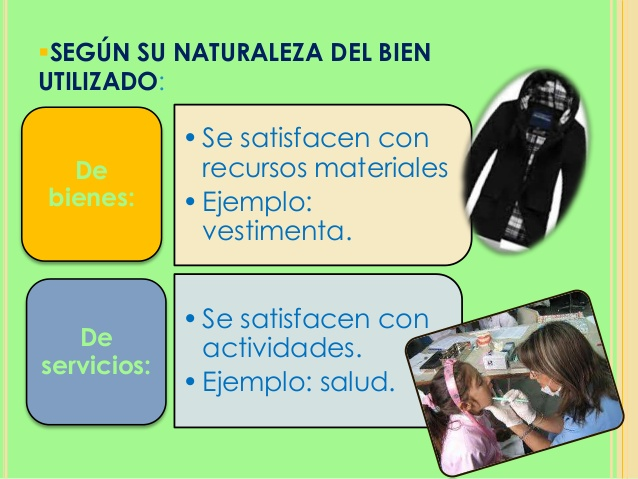 ▪SEGÚN SU NATURALEZA DEL BIEN
UTILIZADO:
De
bienes:
• Se satisfacen con
recursos materiales
• Ejemplo:
vestimenta.
De
servicios:
• Se satisfacen con
actividades.
• Ejemplo: salud.